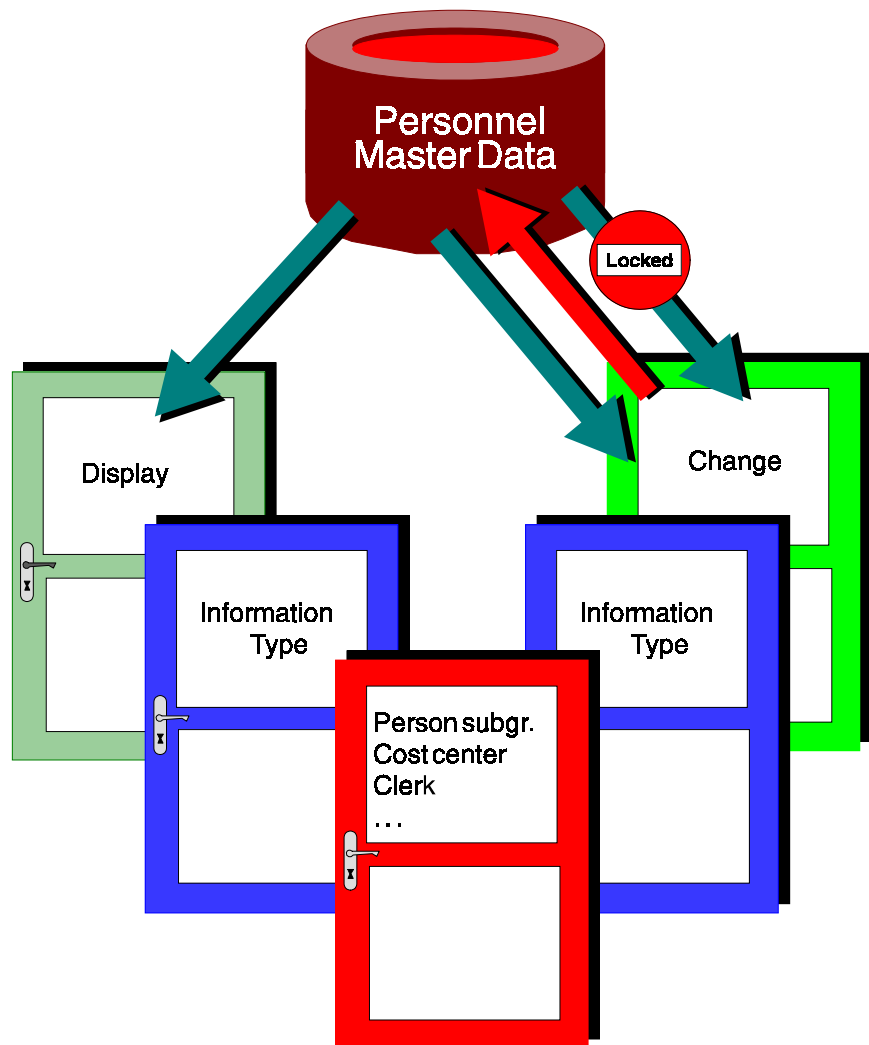 Personnel
Master Data
Locked
Display
Change
Information
Type
Information
Type
Person subgr.
Cost center
Clerk
...